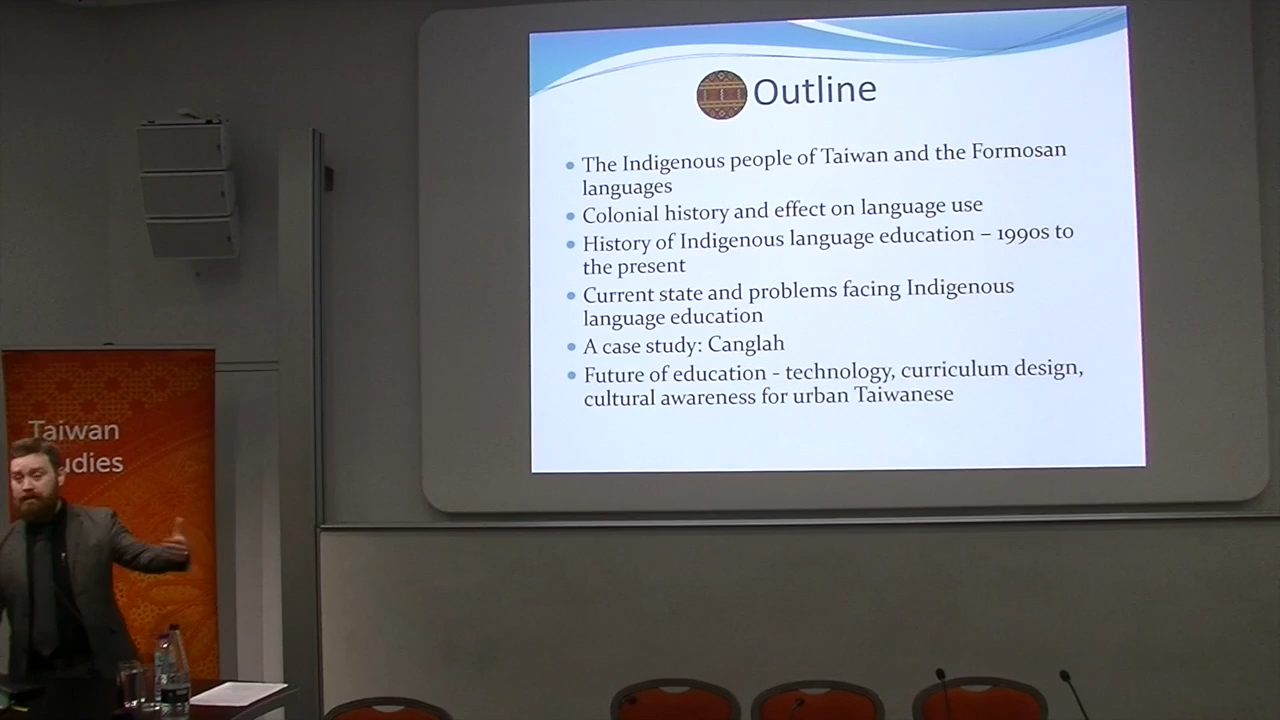 Outline
The Indigenous people of Taiwan and the Formosan
languages
Colonial history and effect on language use
History of Indigenous language education – 1990s to
the present
Current state and problems facing Indigenous
language education
A case study: Canglah
Future of education - technology, curriculum design,
cultural awareness for urban Taiwanese
Taiwan
udies